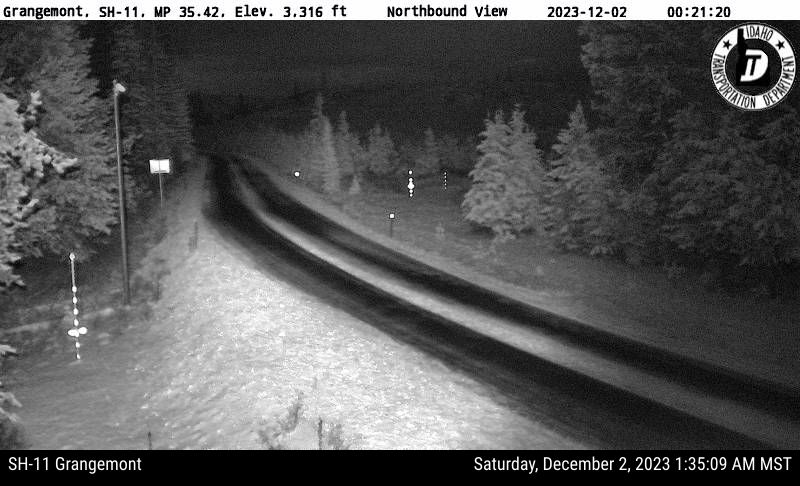 Grangemont, SH-11, MP 35.42, Elev. 3,316 ft Northbound View 2023-12-02 00:21:20
IDAHO
TRANSPORTATION DEPARTMENT
SH-11 Grangemont Saturday, December 2, 2023 1:35:09 AM MST